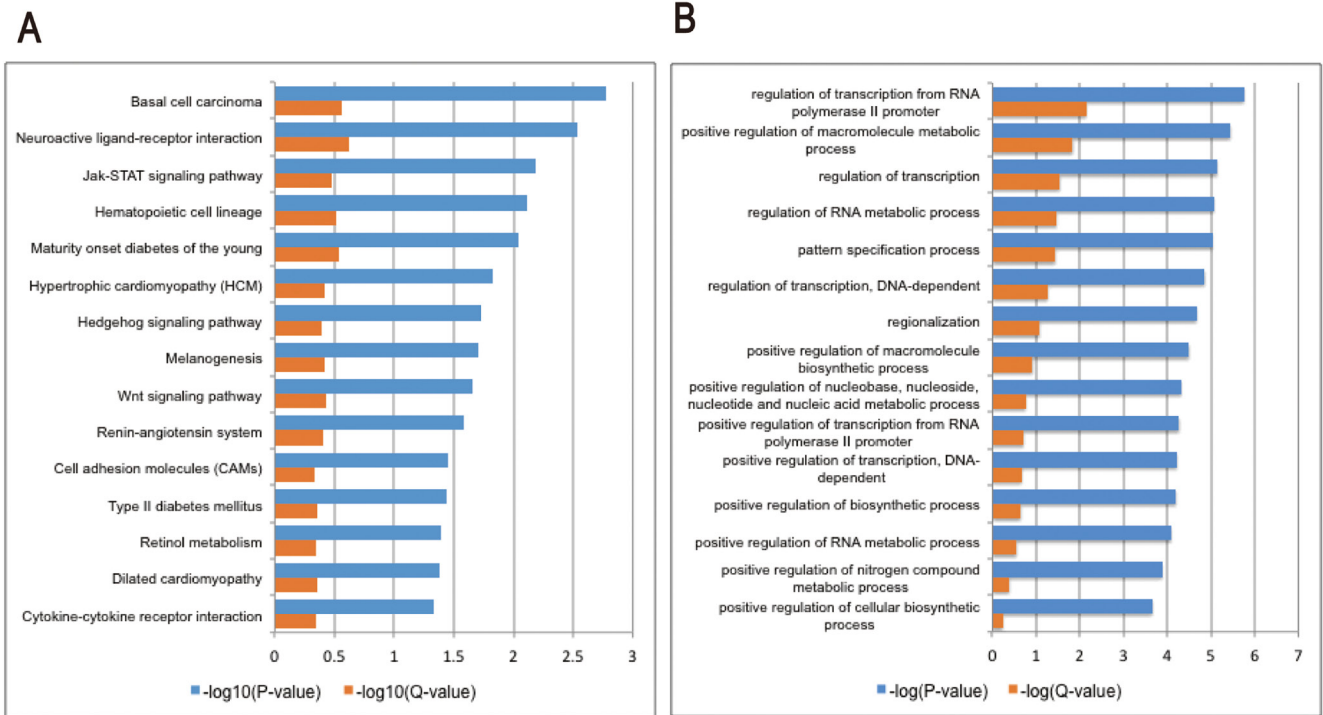 A
Basal cell carcinoma
Neuroactive ligand-receptor interaction
Jak-STAT signaling pathway
Hematopoietic cell lineage
Maturity onset diabetes of the young
Hypertrophic cardiomyopathy (HCM)
Hedgehog signaling pathway
Melanogenesis
Wnt signaling pathway
Renin-angiotensin system
Cell adhesion molecules (CAMs)
Type II diabetes mellitus
Retinol metabolism
Dilated cardiomyopathy
Cytokine-cytokine receptor interaction
0 0.5 1 1.5 2 2.5 3
-log10(P-value) -log10(Q-value)
B
regulation of transcription from RNA
polymerase II promoter
positive regulation of macromolecule metabolic
process
regulation of transcription
regulation of RNA metabolic process
pattern specification process
regulation of transcription, DNA-dependent
regionalization
positive regulation of macromolecule
biosynthetic process
positive regulation of nucleobase, nucleoside,
nucleotide and nucleic acid metabolic process
positive regulation of transcription from RNA
polymerase II promoter
positive regulation of transcription, DNA-
dependent
positive regulation of biosynthetic process
positive regulation of RNA metabolic process
positive regulation of nitrogen compound
metabolic process
positive regulation of cellular biosynthetic
process
0 1 2 3 4 5 6 7
-log(P-value) -log(Q-value)